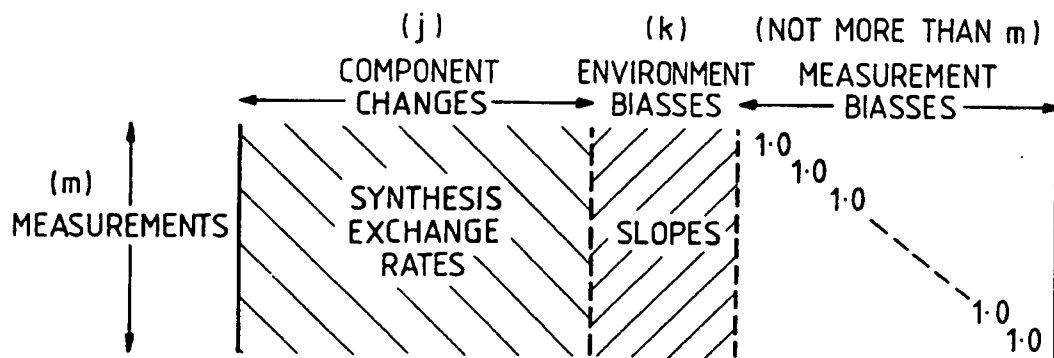 (j)
(k)
(NOT MORE THAN m)
COMPONENT
CHANGES
ENVIRONMENT
BIASSES
MEASUREMENT
BIASSES
(m)
MEASUREMENTS
SYNTHESIS
EXCHANGE
RATES
SLOPES
1·0
1·0
1·0
1·0
1·0